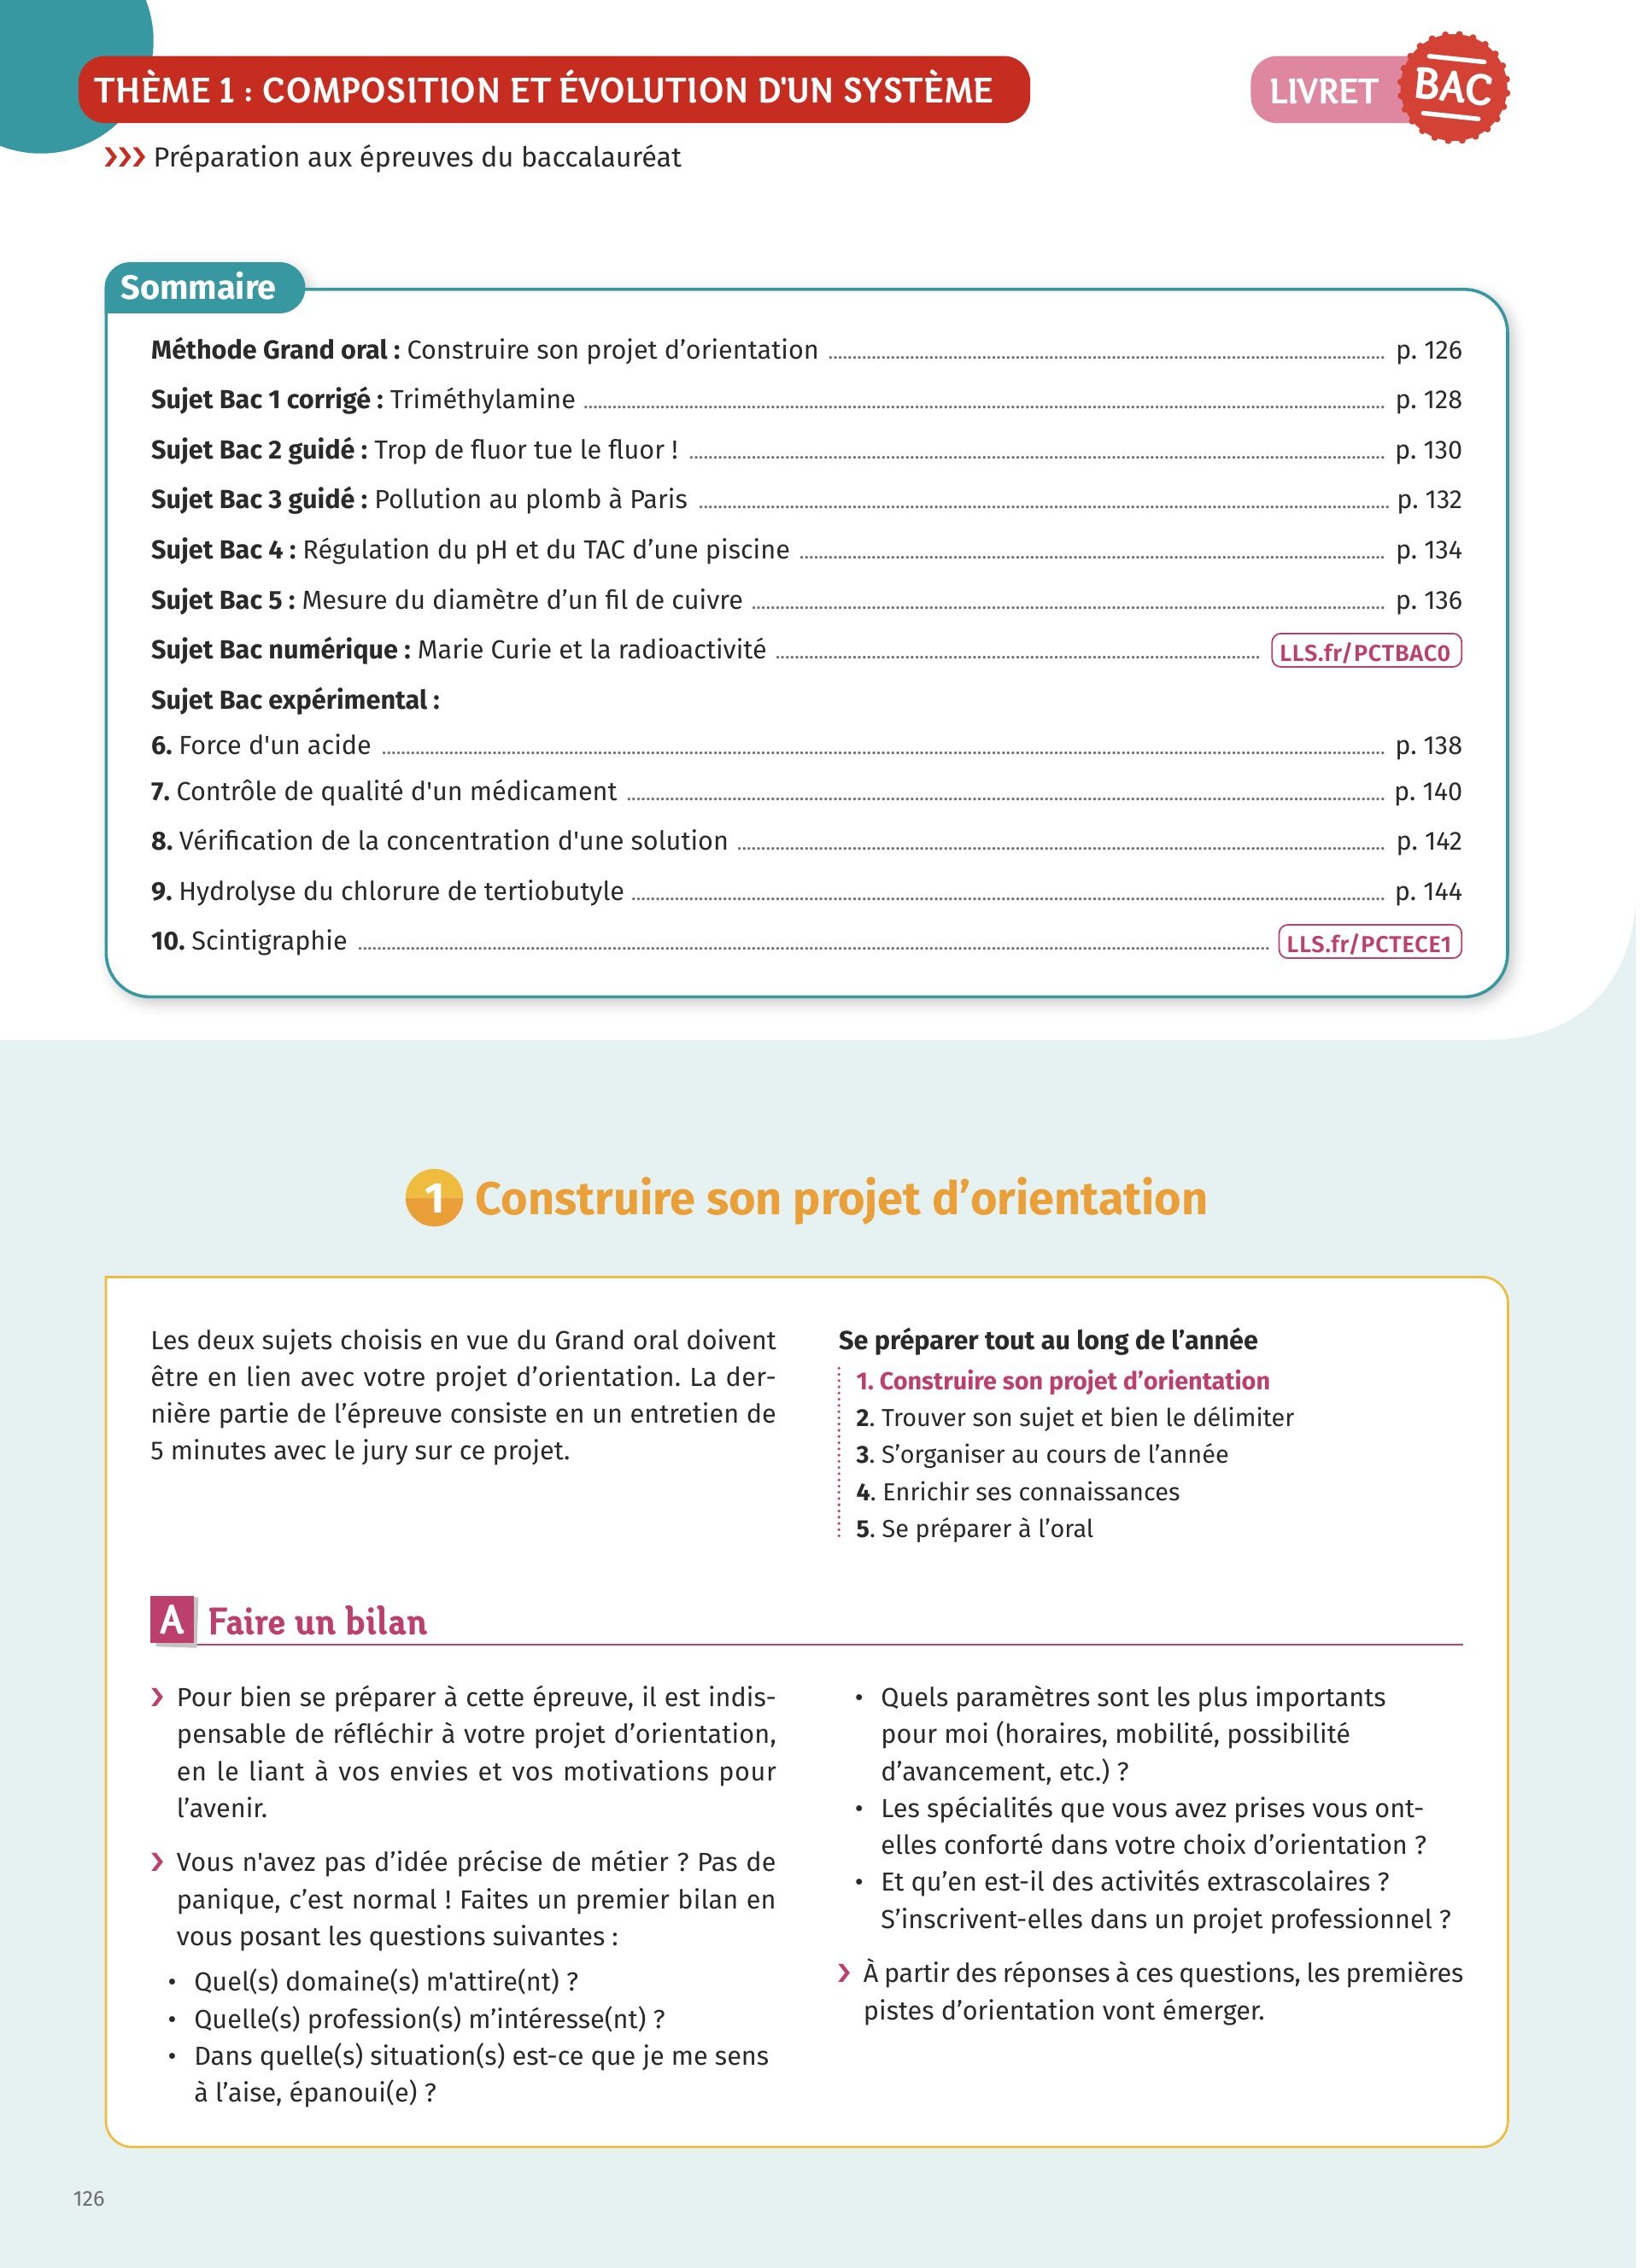 THÈME 1 : COMPOSITION ET ÉVOLUTION D'UN SYSTÈME
LIVRET BAC
Préparation aux épreuves du baccalauréat
Sommaire
Méthode Grand oral : Construire son projet d’orientation p. 126
Sujet Bac 1 corrigé : Triméthylamine p. 128
Sujet Bac 2 guidé : Trop de fluor tue le fluor ! p. 130
Sujet Bac 3 guidé : Pollution au plomb à Paris p. 132
Sujet Bac 4 : Régulation du pH et du TAC d’une piscine p. 134
Sujet Bac 5 : Mesure du diamètre d’un fil de cuivre p. 136
Sujet Bac numérique : Marie Curie et la radioactivité LLS.fr/PCTBAC0
Sujet Bac expérimental :
6. Force d'un acide p. 138
7. Contrôle de qualité d'un médicament p. 140
8. Vérification de la concentration d'une solution p. 142
9. Hydrolyse du chlorure de tertiobutyle p. 144
10. Scintigraphie LLS.fr/PCTECE1
1 Construire son projet d’orientation
Les deux sujets choisis en vue du Grand oral doivent
être en lien avec votre projet d’orientation. La der-
nière partie de l’épreuve consiste en un entretien de
5 minutes avec le jury sur ce projet.
Se préparer tout au long de l’année
1. Construire son projet d’orientation
2. Trouver son sujet et bien le délimiter
3. S’organiser au cours de l’année
4. Enrichir ses connaissances
5. Se préparer à l’oral
A Faire un bilan
Pour bien se préparer à cette épreuve, il est indis-
pensable de réfléchir à votre projet d’orientation,
en le liant à vos envies et vos motivations pour
l’avenir.
Vous n'avez pas d’idée précise de métier ? Pas de
panique, c’est normal ! Faites un premier bilan en
vous posant les questions suivantes :
• Quel(s) domaine(s) m'attire(nt) ?
• Quelle(s) profession(s) m’intéresse(nt) ?
• Dans quelle(s) situation(s) est-ce que je me sens
à l’aise, épanoui(e) ?
• Quels paramètres sont les plus importants
pour moi (horaires, mobilité, possibilité
d’avancement, etc.) ?
• Les spécialités que vous avez prises vous ont-
elles conforté dans votre choix d’orientation ?
• Et qu’en est-il des activités extrascolaires ?
S’inscrivent-elles dans un projet professionnel ?
À partir des réponses à ces questions, les premières
pistes d’orientation vont émerger.
126